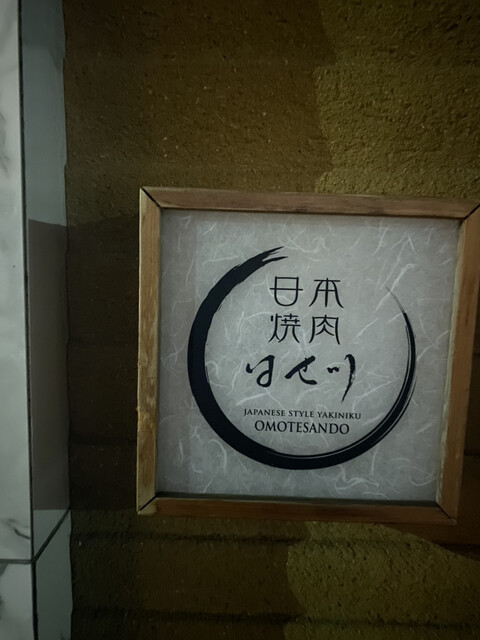 日本
焼肉
はせ川
JAPANESE STYLE YAKINIKU
OMOTESANDO